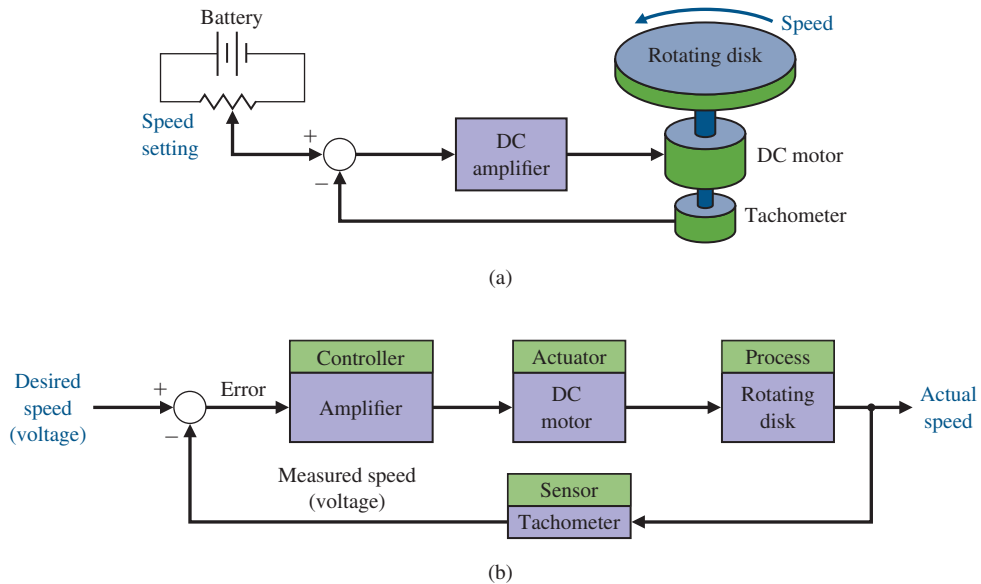 Battery
Speed
Rotating disk
Speed
setting
+
−
DC
amplifier
DC motor
Tachometer
(a)
Controller
Actuator
Process
Desired
speed
(voltage)
+
−
Error
Amplifier
DC
motor
Rotating
disk
Actual
speed
Measured speed
(voltage)
Sensor
Tachometer
(b)